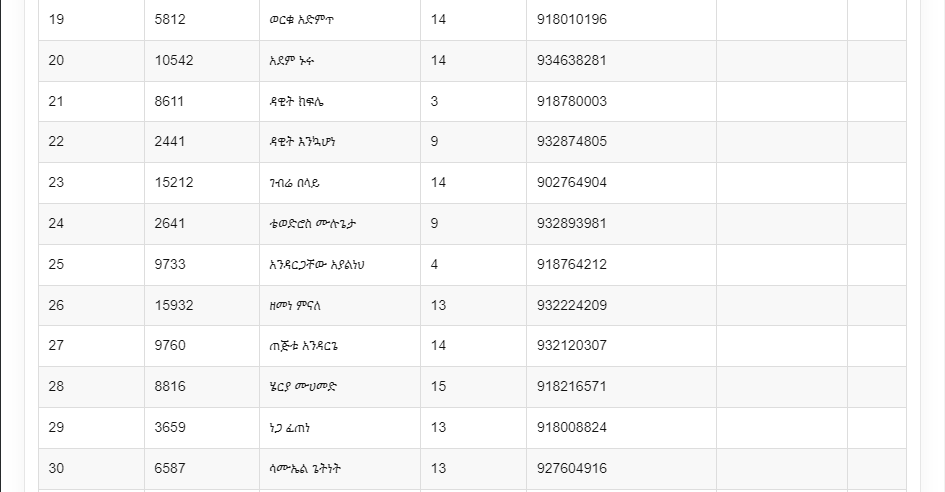 19 5812 ወርቁ አድምጥ 14 918010196
20 10542 አደም ኑሩ 14 934638281
21 8611 ዳዊት ከፍሌ 3 918780003
22 2441 ዳዊት እንኳሆነ 9 932874805
23 15212 ገብሬ በላይ 14 902764904
24 2641 ቴወድሮስ ሙሉጌታ 9 932893981
25 9733 አንዳርጋቸው አያልነህ 4 918764212
26 15932 ዘመነ ምናለ 13 932224209
27 9760 ጠጅቱ አንዳርጌ 14 932120307
28 8816 ሄርያ ሙሀመድ 15 918216571
29 3659 ነጋ ፈጠነ 13 918008824
30 6587 ሳሙኤል ጌትነት 13 927604916